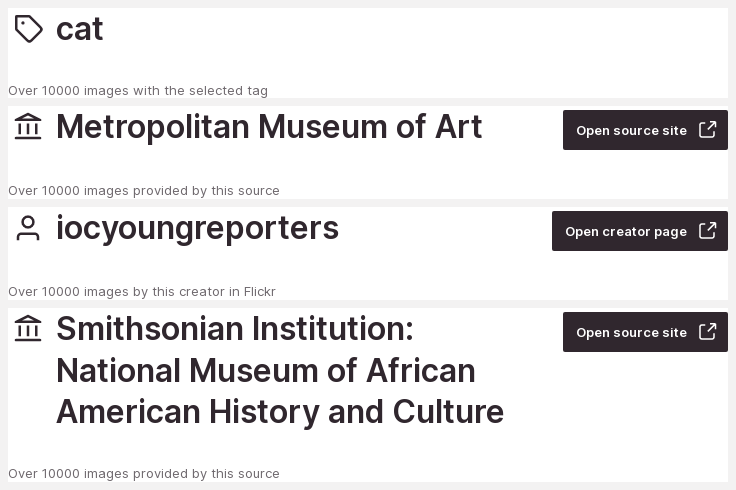 cat
Over 10000 images with the selected tag
Metropolitan Museum of Art
Open source site
Over 10000 images provided by this source
iocyoungreporters
Open creator page
Over 10000 images by this creator in Flickr
Smithsonian Institution:
National Museum of African
American History and Culture
Open source site
Over 10000 images provided by this source